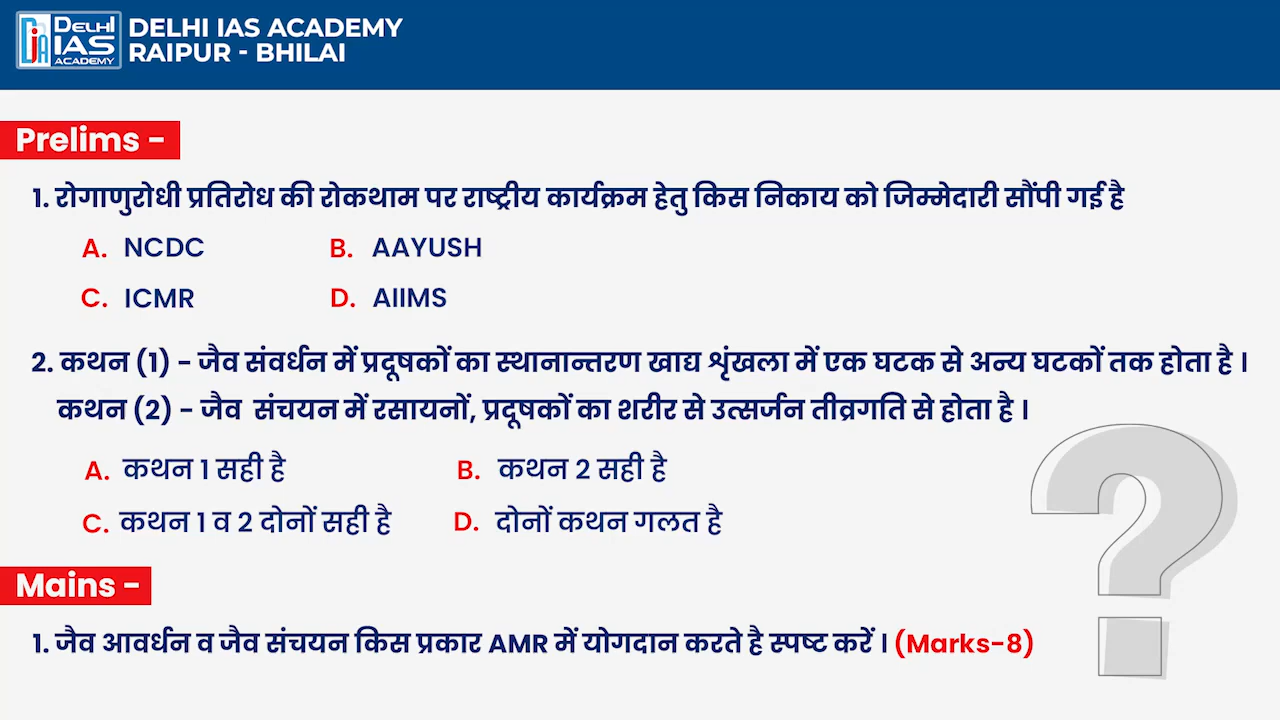 DELHI IAS ACADEMY
DELHI IAS ACADEMY
RAIPUR - BHILAI
Prelims -
1. रोगाणुरोधी प्रतिरोध की रोकथाम पर राष्ट्रीय कार्यक्रम हेतु किस निकाय को जिम्मेदारी सौंपी गई है
A. NCDC B. AAYUSH
C. ICMR D. AIIMS
2. कथन (1) - जैव संवर्धन में प्रदूषकों का स्थानान्तरण खाद्य श्रृंखला में एक घटक से अन्य घटकों तक होता है ।
कथन (2) - जैव संचयन में रसायनों, प्रदूषकों का शरीर से उत्सर्जन तीव्रगति से होता है ।
A. कथन 1 सही है B. कथन 2 सही है
C. कथन 1 व 2 दोनों सही है D. दोनों कथन गलत है
Mains -
1. जैव आवर्धन व जैव संचयन किस प्रकार AMR में योगदान करते है स्पष्ट करें । (Marks-8)